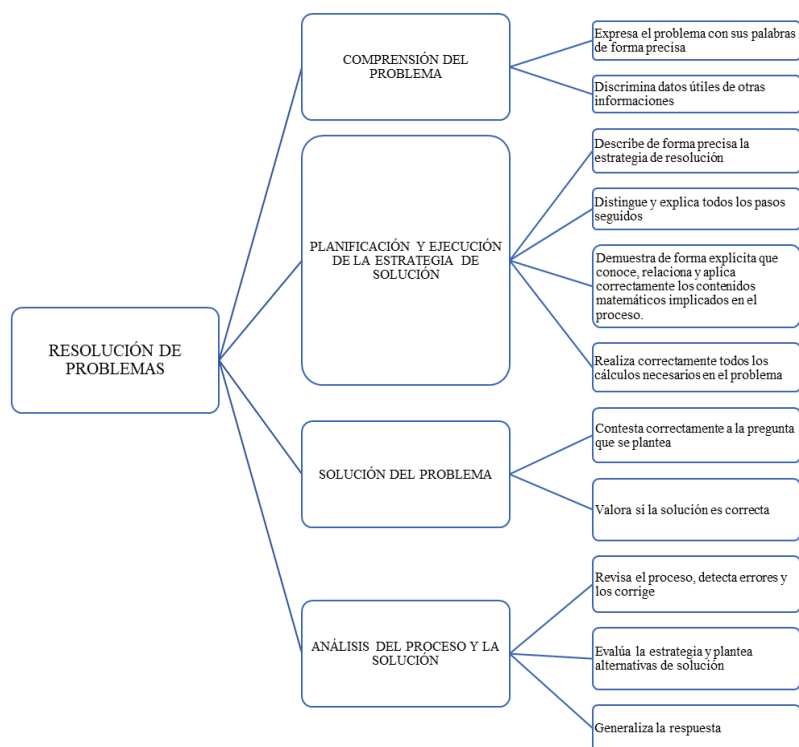 RESOLUCIÓN DE
PROBLEMAS
COMPRENSIÓN DEL
PROBLEMA
Expresa el problema con sus palabras
de forma precisa
Discrimina datos útiles de otras
informaciones
PLANIFICACIÓN Y EJECUCIÓN
DE LA ESTRATEGIA DE
SOLUCIÓN
Describe de forma precisa la
estrategia de resolución
Distingue y explica todos los pasos
seguidos
Demuestra de forma explícita que
conoce, relaciona y aplica
correctamente los contenidos
matemáticos implicados en el
proceso.
Realiza correctamente todos los
cálculos necesarios en el problema
SOLUCIÓN DEL PROBLEMA
Contesta correctamente a la pregunta
que se plantea
Valora si la solución es correcta
ANÁLISIS DEL PROCESO Y LA
SOLUCIÓN
Revisa el proceso, detecta errores y
los corrige
Evalúa la estrategia y plantea
alternativas de solución
Generaliza la respuesta